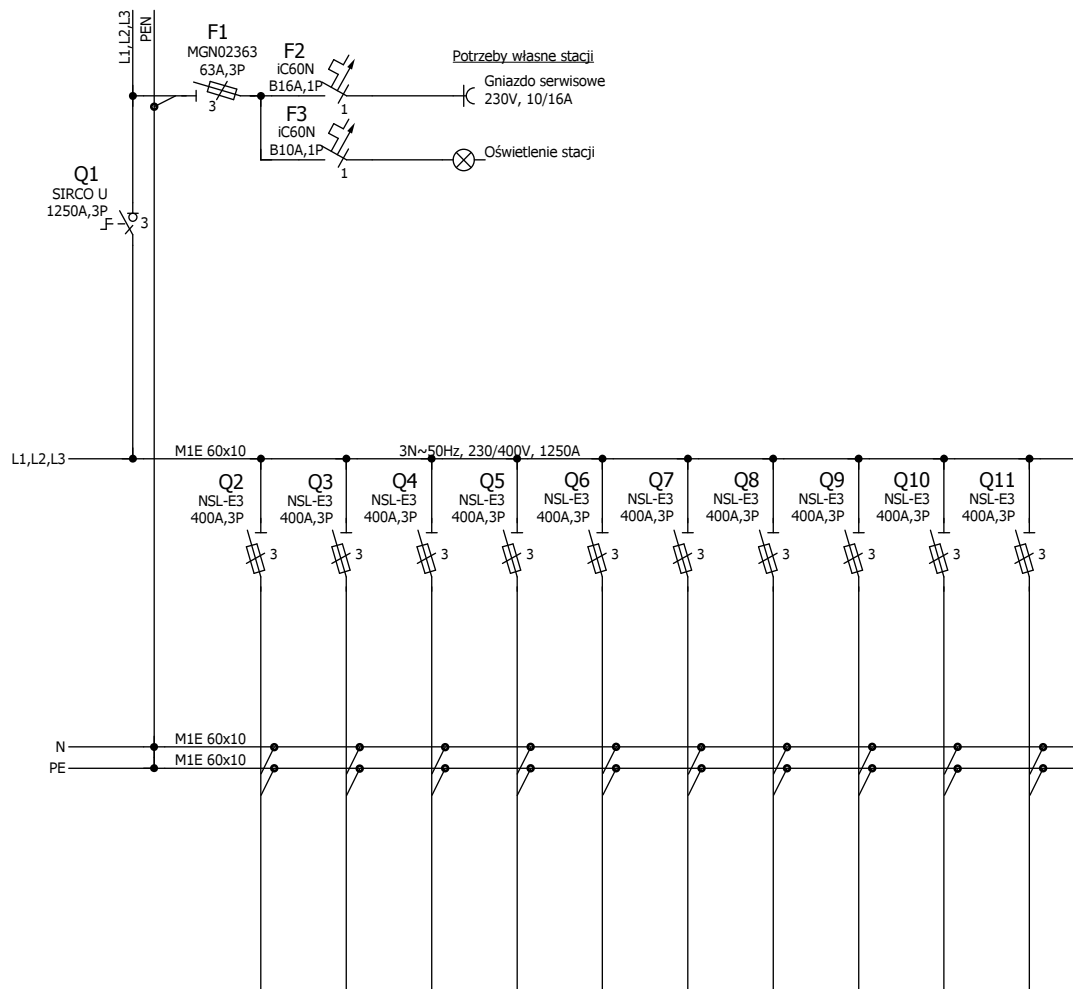 L1,L2,L3
PEN
F1
MGN02363
63A,3P
3
F2
iC60N
B16A,1P
1
Potrzeby własne stacji
Gniazdo serwisowe
230V, 10/16A
F3
iC60N
B10A,1P
1
Oświetlenie stacji
Q1
SIRCO U
1250A,3P
3
L1,L2,L3
M1E 60x10
3N~50Hz, 230/400V, 1250A
Q2
NSL-E3
400A,3P
3
Q3
NSL-E3
400A,3P
3
Q4
NSL-E3
400A,3P
3
Q5
NSL-E3
400A,3P
3
Q6
NSL-E3
400A,3P
3
Q7
NSL-E3
400A,3P
3
Q8
NSL-E3
400A,3P
3
Q9
NSL-E3
400A,3P
3
Q10
NSL-E3
400A,3P
3
Q11
NSL-E3
400A,3P
3
N
M1E 60x10
PE
M1E 60x10